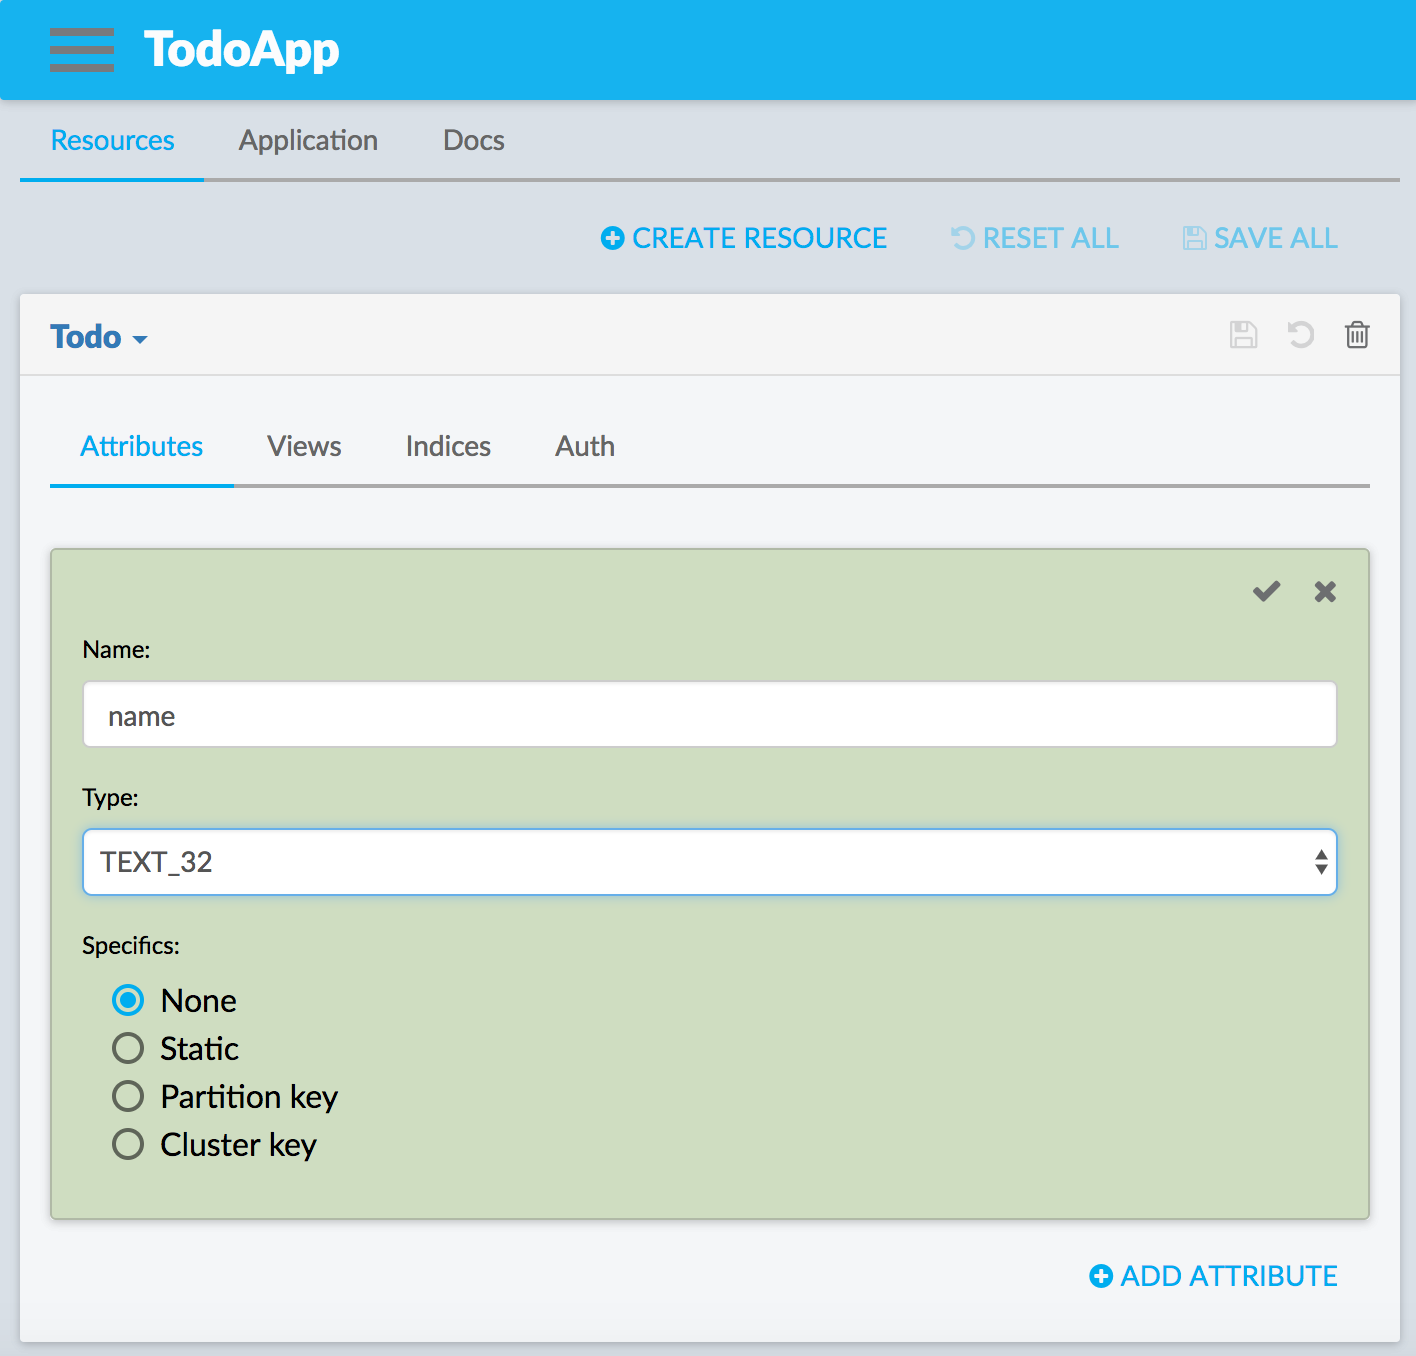 TodoApp
Resources Application Docs
CREATE RESOURCE RESET ALL SAVE ALL
Todo
Attributes Views Indices Auth
Name:
name
Type:
TEXT_32
Specifics:
None
Static
Partition key
Cluster key
ADD ATTRIBUTE